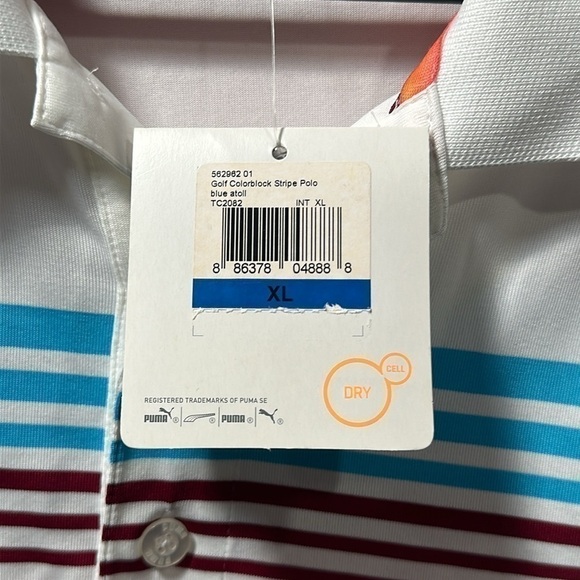 562962 01
Golf Colorblock Stripe Polo
blue atoll
TC2082 INT XL
8 86378 04888 8
XL
DRY CELL
REGISTERED TRADEMARKS OF PUMA SE
PUMA ® | ® | PUMA ® | ®